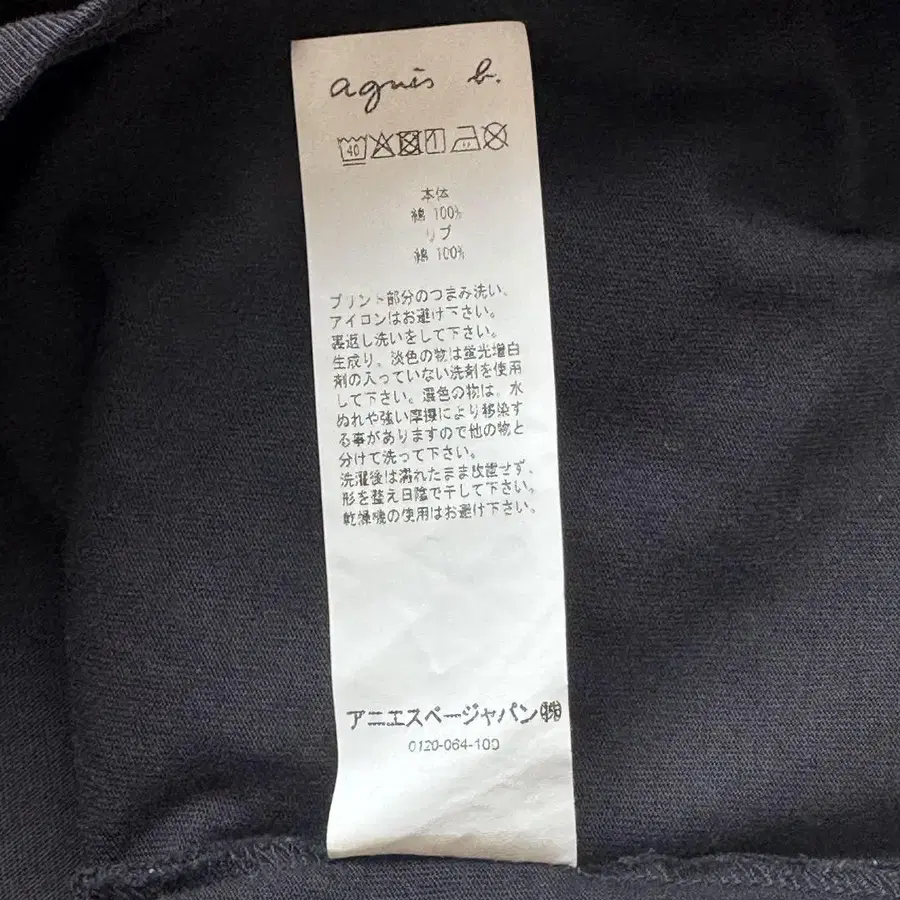 agnès b.
40
本体
綿 100%
リブ
綿 100%
プリント部分のつまみ洗い、
アイロンはお避け下さい。
裏返し洗いをして下さい。
生成り、淡色の物は蛍光増白
剤の入っていない洗剤を使用
して下さい。濃色の物は、水
ぬれや強い摩擦により移染す
る事がありますので他の物と
分けて洗って下さい。
洗濯後は濡れたまま放置せず、
形を整え日陰で干して下さい。
乾燥機の使用はお避け下さい。
アニエスベージャパン㈱
0120-064-100